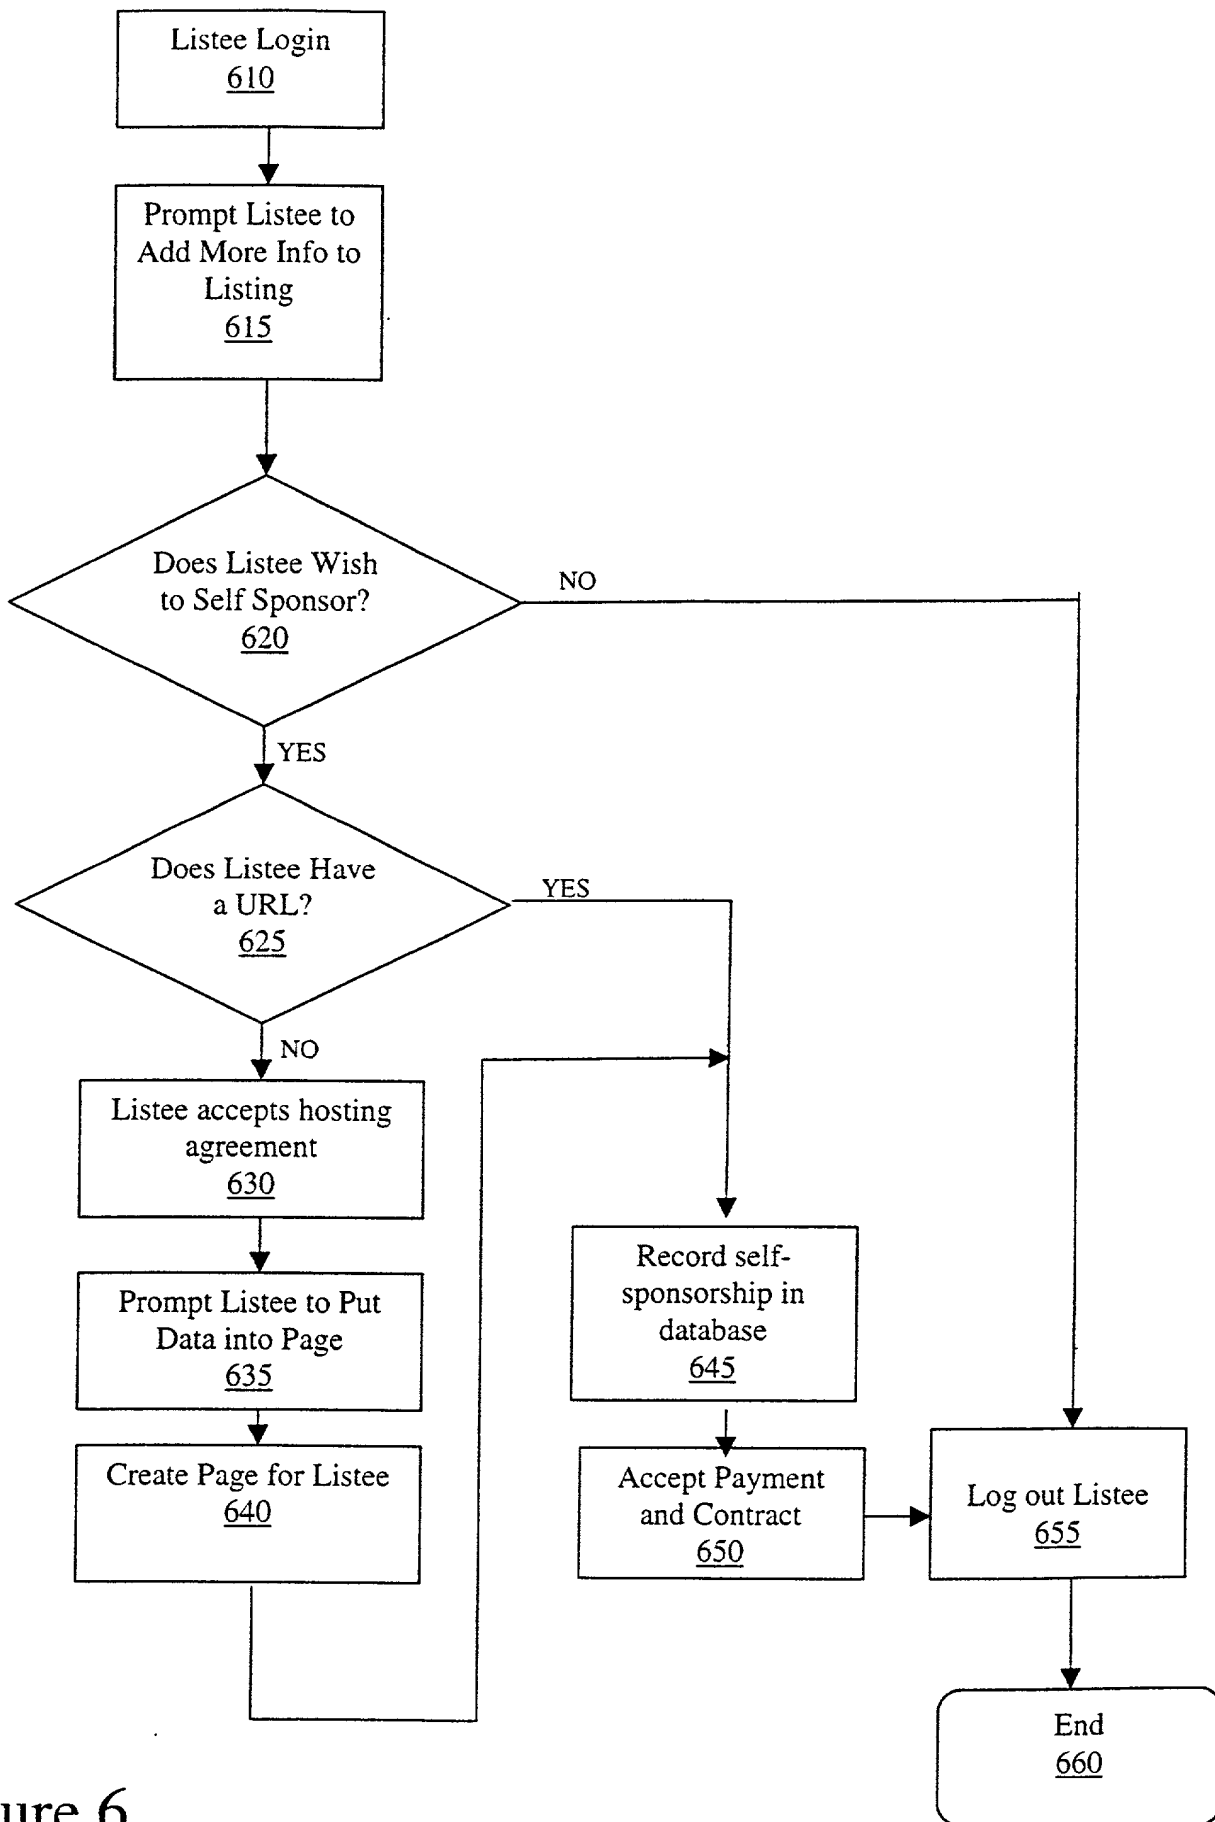 Listee Login
610
Prompt Listee to
Add More Info to
Listing
615
Does Listee Wish
to Self Sponsor?
620
NO
YES
Does Listee Have
a URL?
625
YES
NO
Listee accepts hosting
agreement
630
Prompt Listee to Put
Data into Page
635
Create Page for Listee
640
Record self-
sponsorship in
database
645
Accept Payment
and Contract
650
Log out Listee
655
End
660
ure 6